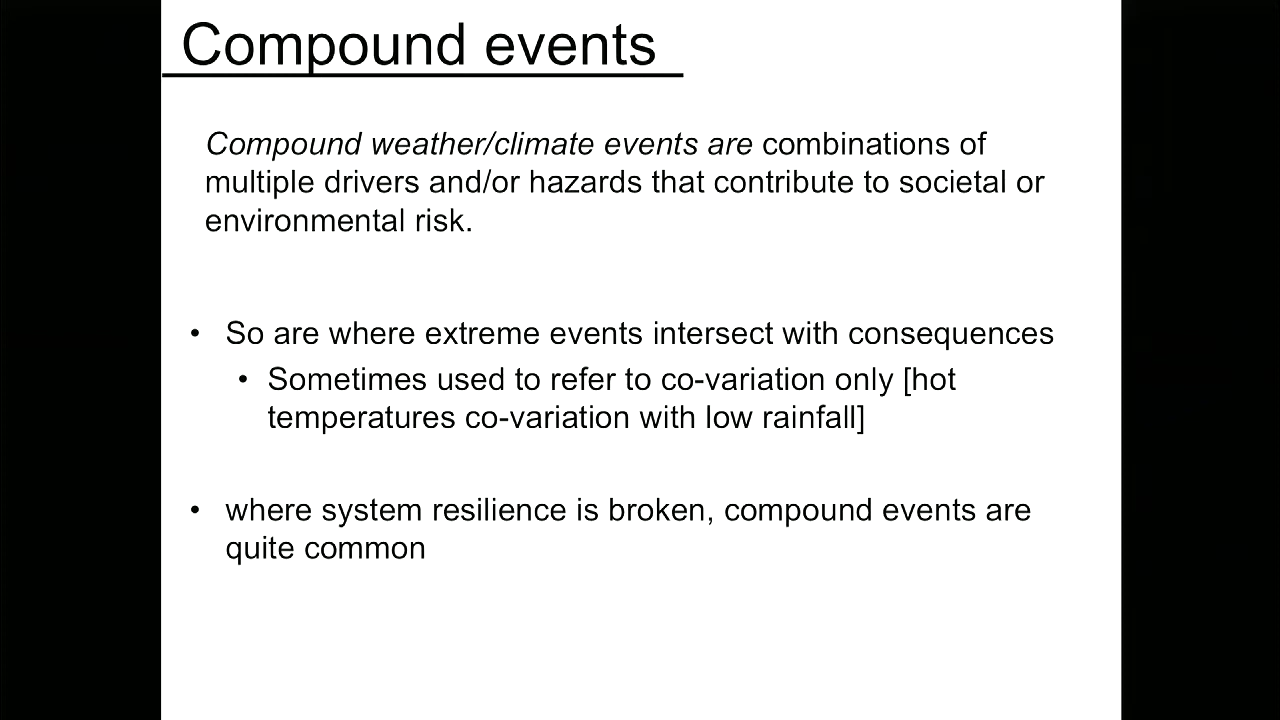 Compound events
Compound weather/climate events are combinations of
multiple drivers and/or hazards that contribute to societal or
environmental risk.
• So are where extreme events intersect with consequences
• Sometimes used to refer to co-variation only [hot
temperatures co-variation with low rainfall]
• where system resilience is broken, compound events are
quite common